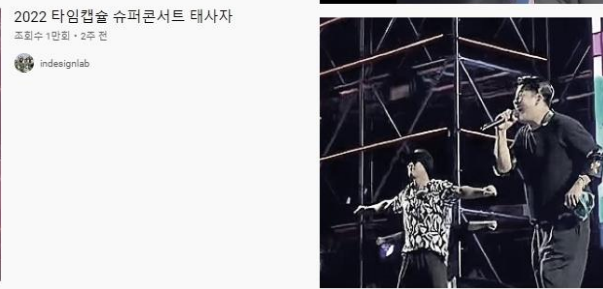 2022 타임캡슐 슈퍼콘서트 태사자
조회수 1만회 • 2주 전
indesignlab